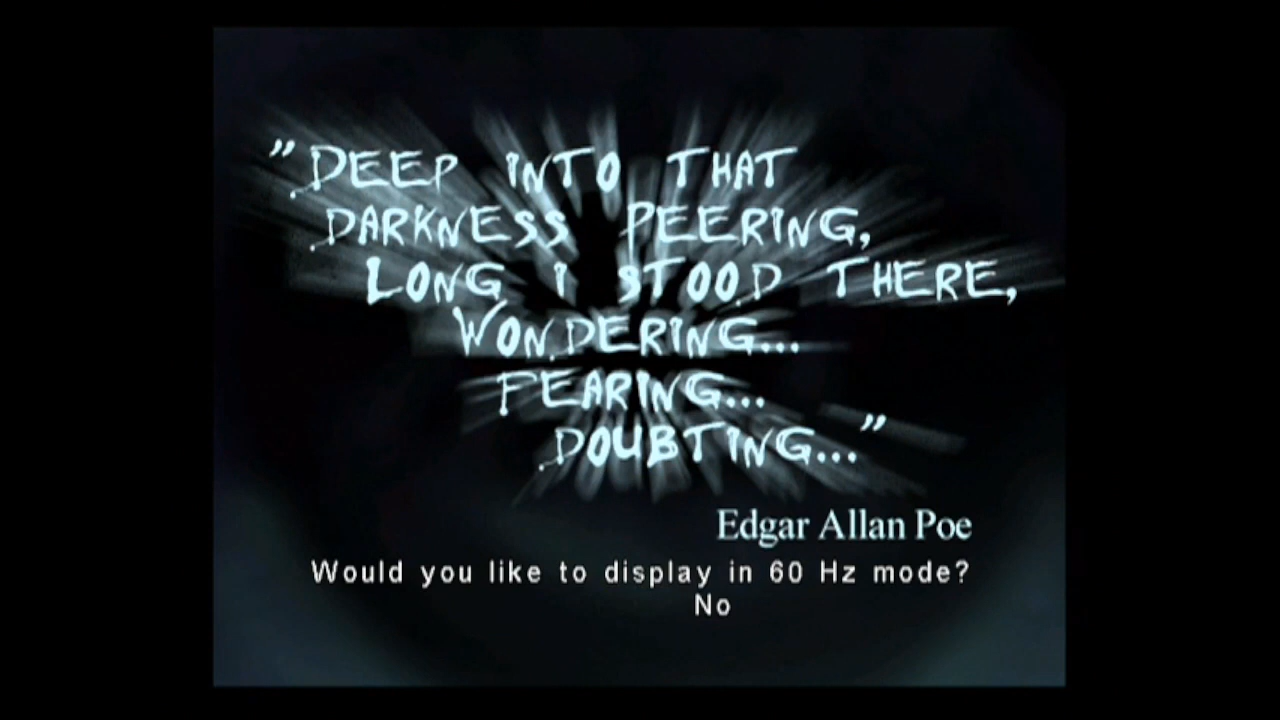 "DEEP INTO THAT
DARKNESS PEERING,
LONG I STOOD THERE,
WONDERING...
FEARING...
DOUBTING..."
Edgar Allan Poe
Would you like to display in 60 Hz mode?
No